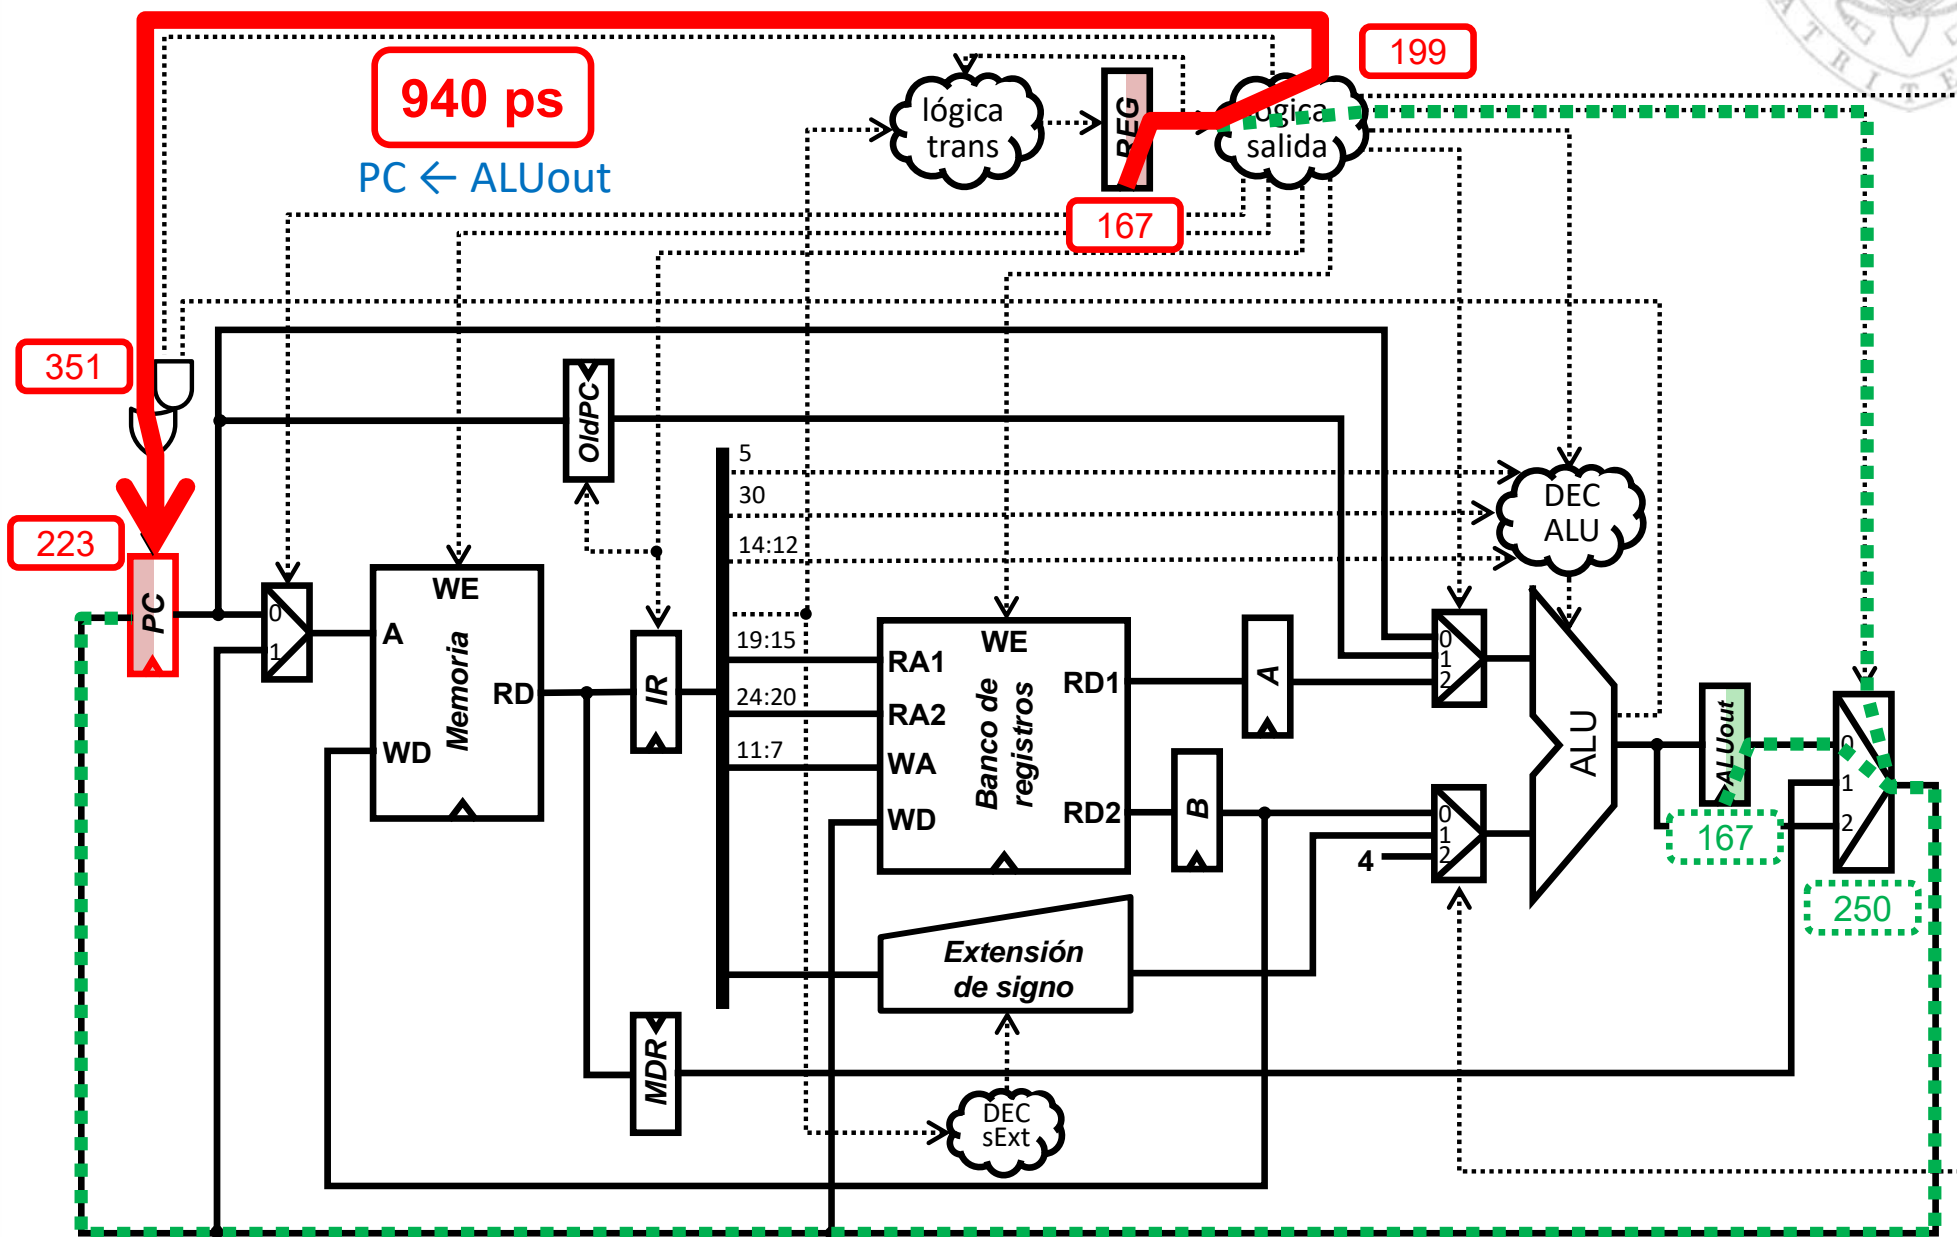 199
940 ps
PC ← ALUout
lógica
trans
REG
lógica
salida
167
351
OldPC
5
30
14:12
DEC
ALU
223
PC
0
1
WE
A
Memoria
RD
WD
IR
19:15
24:20
11:7
WE
RA1
RA2
WA
WD
Banco de
registros
RD1
RD2
A
B
0
1
2
0
1
2
4
ALU
ALUout
0
1
2
167
250
Extensión
de signo
MDR
DEC
sExt
A T R I T E